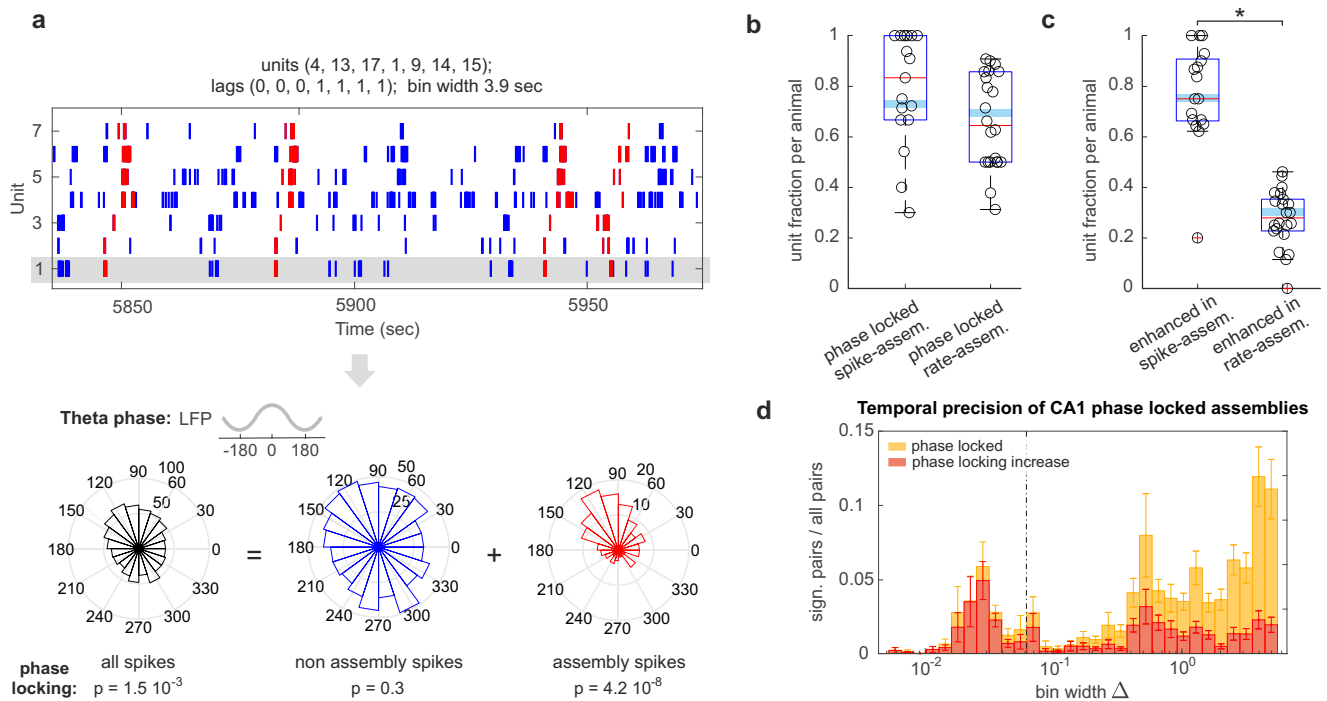 a
units (4, 13, 17, 1, 9, 14, 15);
lags (0, 0, 0, 1, 1, 1, 1); bin width 3.9 sec
Unit
7
5
3
1
5850
5900
5950
Time (sec)
Theta phase: LFP
-180 0 180
90
100
120
60
50
150
30
180
0
210
330
240
300
270
=
90
50
120
60
25
150
30
180
0
210
330
240
300
270
+
90
20
120
60
10
150
30
180
0
210
330
240
300
270
phase locking:
all spikes
p = 1.5 10-3
non assembly spikes
p = 0.3
assembly spikes
p = 4.2 10-8
b
unit fraction per animal
1
0.8
0.6
0.4
0.2
0
phase locked
spike-assem.
phase locked
rate-assem.
c
*
unit fraction per animal
1
0.8
0.6
0.4
0.2
0
enhanced in
spike-assem.
enhanced in
rate-assem.
d
Temporal precision of CA1 phase locked assemblies
sign. pairs / all pairs
0.15
0.1
0.05
0
phase locked
phase locking increase
10-2
10-1
100
bin width Δ